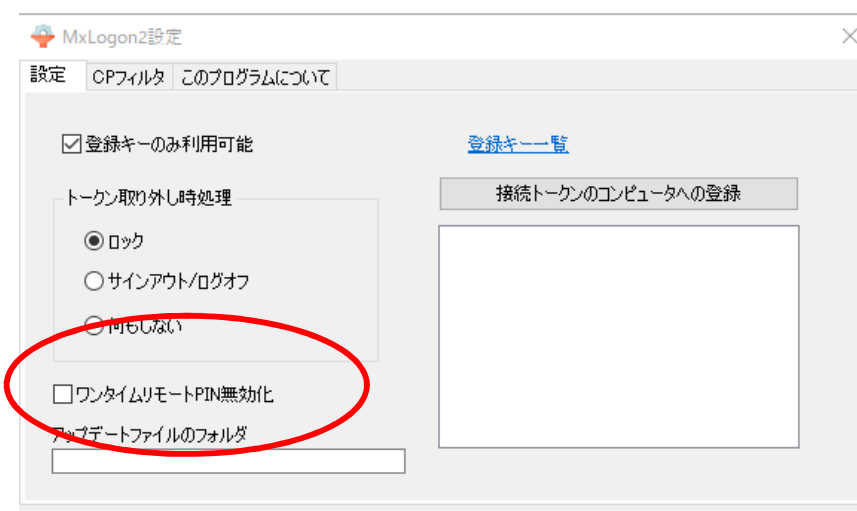 MxLogon2設定
設定 CPフィルタ このプログラムについて
登録キーのみ利用可能
登録キー一覧
トークン取り外し時処理
接続トークンのコンピュータへの登録
ロック
サインアウト/ログオフ
何もしない
ワンタイムリモートPIN無効化
アップデートファイルのフォルダ